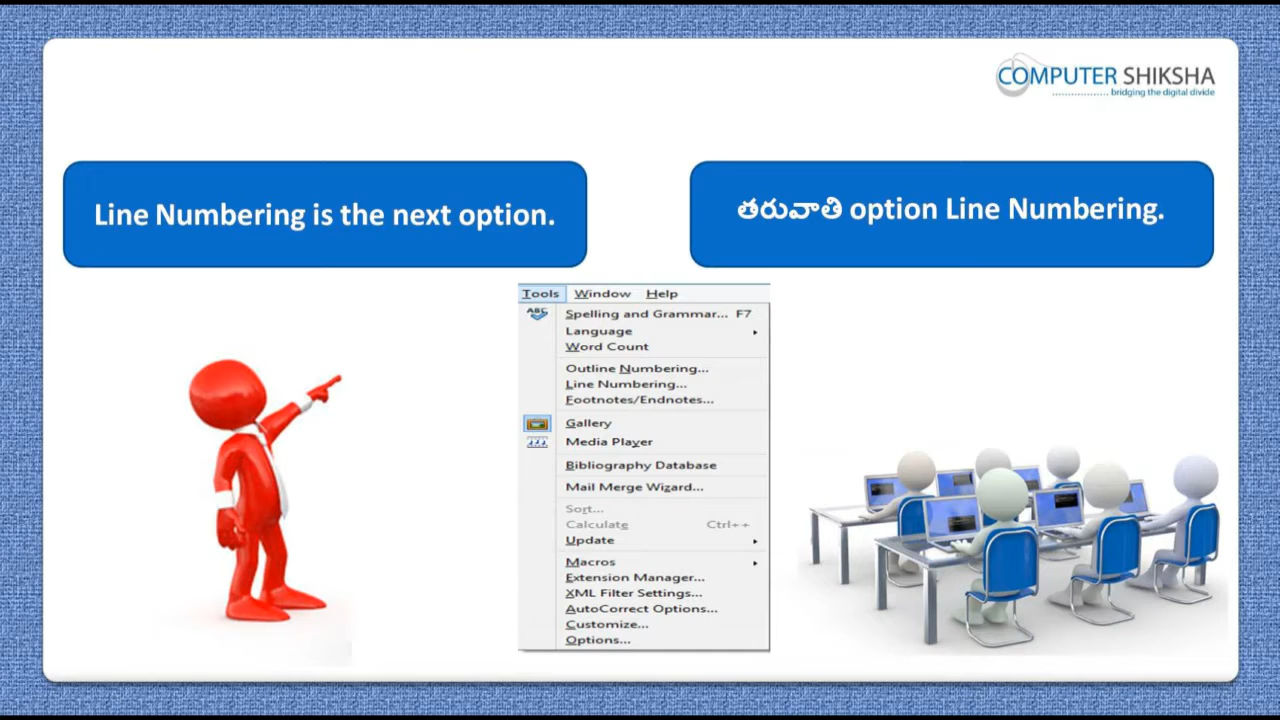 COMPUTER SHIKSHA
bridging the digital divide
Line Numbering is the next option.
తరువాతి option Line Numbering.
Tools Window Help
ABC Spelling and Grammar... F7
Language
Word Count
Outline Numbering...
Line Numbering...
Footnotes/Endnotes...
Gallery
Media Player
Bibliography Database
Mail Merge Wizard...
Sort...
Calculate Ctrl++
Update
Macros
Extension Manager...
XML Filter Settings...
AutoCorrect Options...
Customize...
Options...